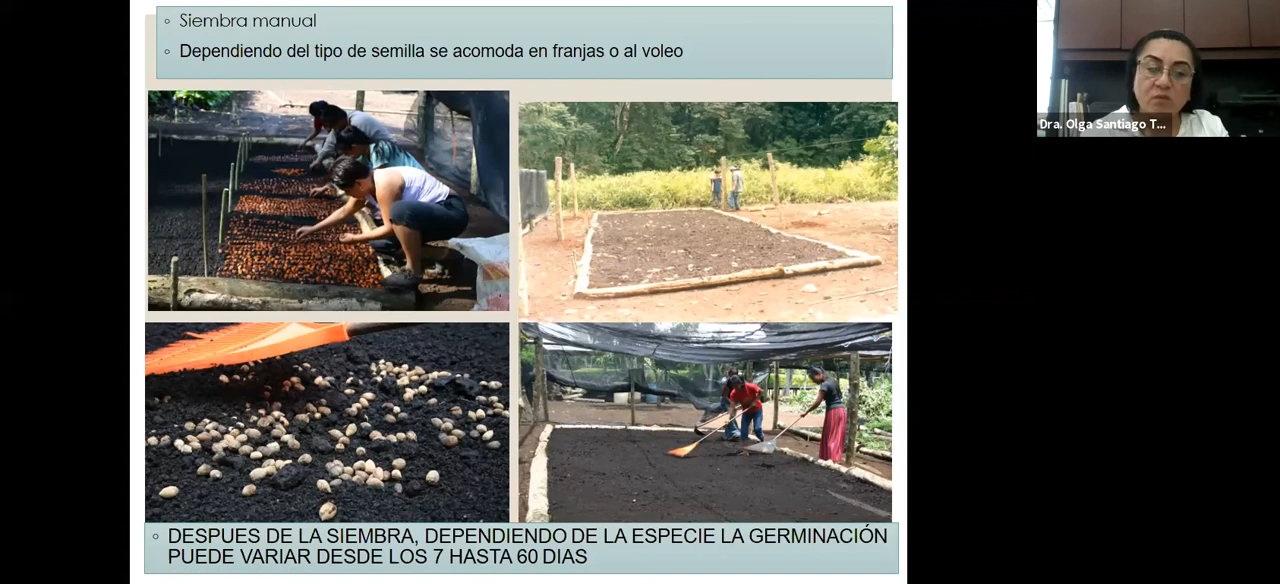 Siembra manual
Dependiendo del tipo de semilla se acomoda en franjas o al voleo
Dra. Olga Santiago T...
DESPUES DE LA SIEMBRA, DEPENDIENDO DE LA ESPECIE LA GERMINACIÓN
PUEDE VARIAR DESDE LOS 7 HASTA 60 DIAS